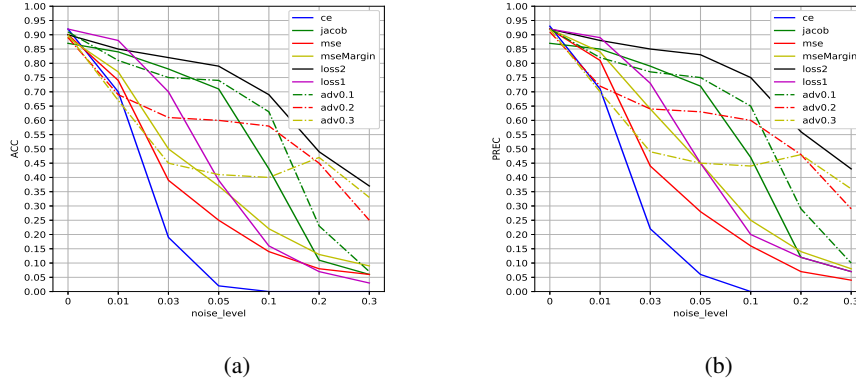 1.00
0.95
0.90
0.85
0.80
0.75
0.70
0.65
0.60
0.55
0.50
0.45
0.40
0.35
0.30
0.25
0.20
0.15
0.10
0.05
0.00
ACC
0 0.01 0.03 0.05 0.1 0.2 0.3
noise_level
ce
jacob
mse
mseMargin
loss2
loss1
adv0.1
adv0.2
adv0.3
(a)
1.00
0.95
0.90
0.85
0.80
0.75
0.70
0.65
0.60
0.55
0.50
0.45
0.40
0.35
0.30
0.25
0.20
0.15
0.10
0.05
0.00
PREC
0 0.01 0.03 0.05 0.1 0.2 0.3
noise_level
ce
jacob
mse
mseMargin
loss2
loss1
adv0.1
adv0.2
adv0.3
(b)